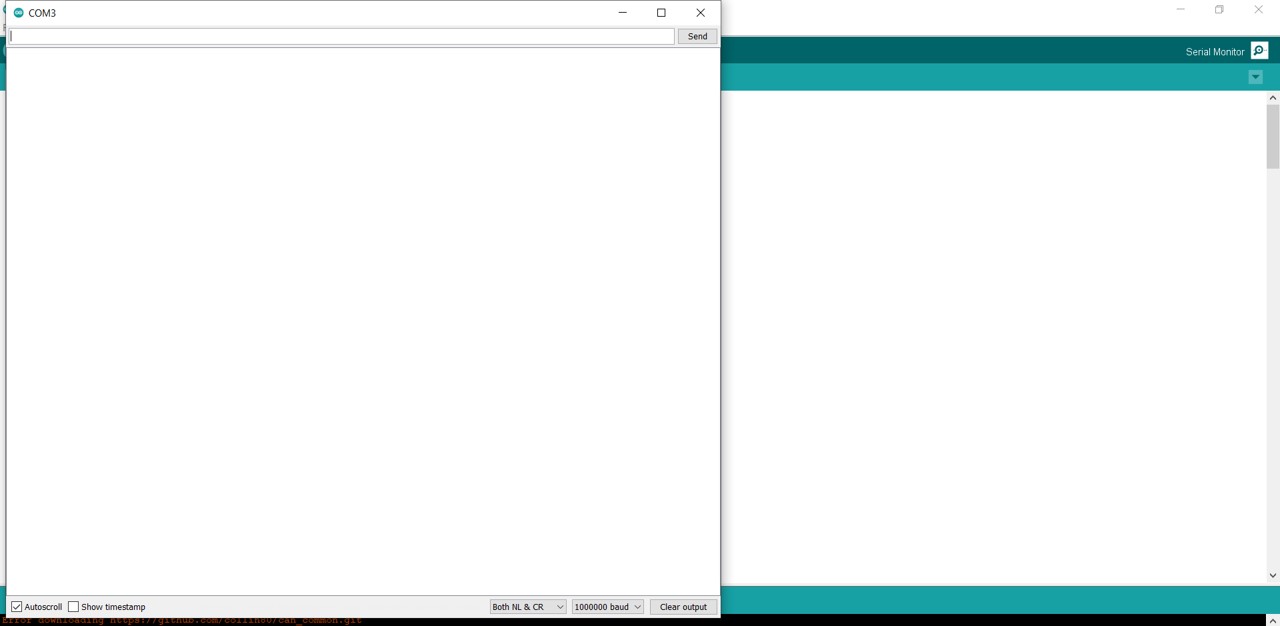 COM3
Send
Serial Monitor
Autoscroll
Show timestamp
Both NL & CR
1000000 baud
Clear output
Error downloading https://github.com/collin80/can_common.git